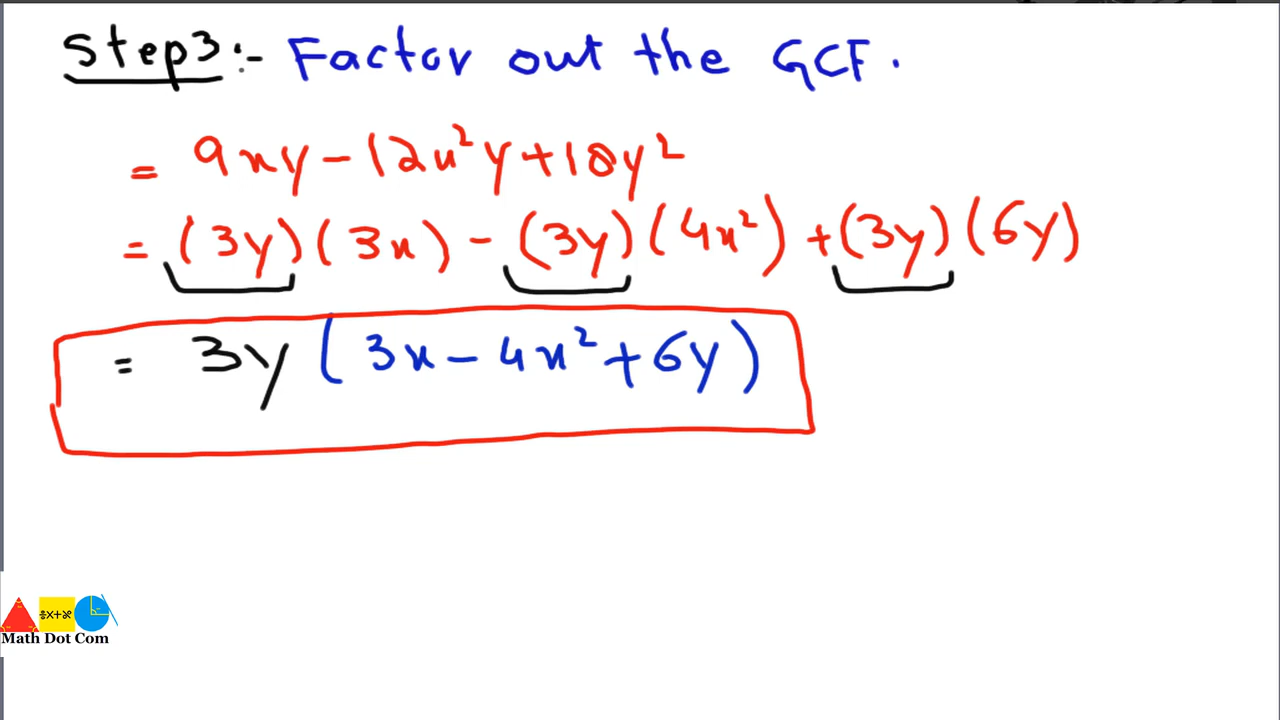 Step3:- Factor out the GCF.
= 9xy - 12x²y + 18y²
= (3y)(3x) - (3y)(4x²) + (3y)(6y)
= 3y (3x - 4x² + 6y)
Math Dot Com